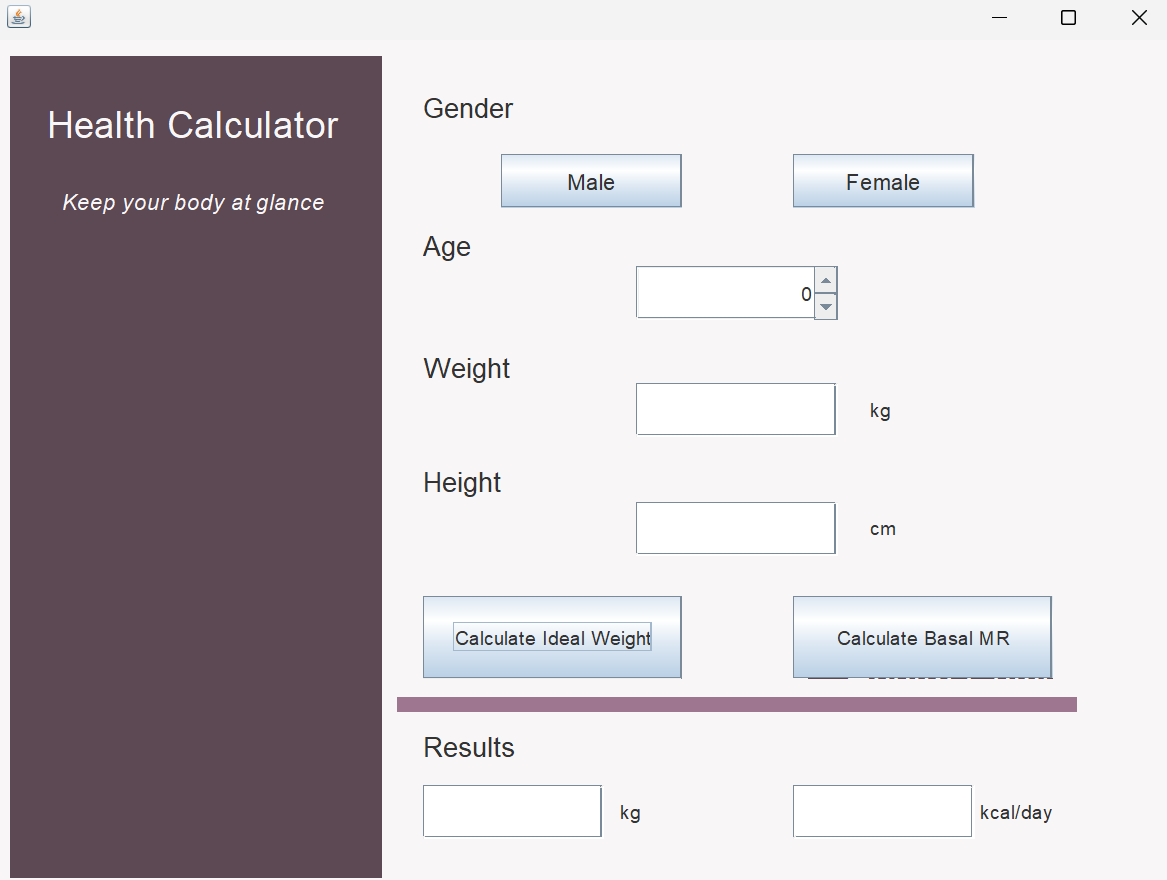 Health Calculator
Keep your body at glance
Gender
Male
Female
Age
0
Weight
kg
Height
cm
Calculate Ideal Weight
Calculate Basal MR
Results
kg
kcal/day